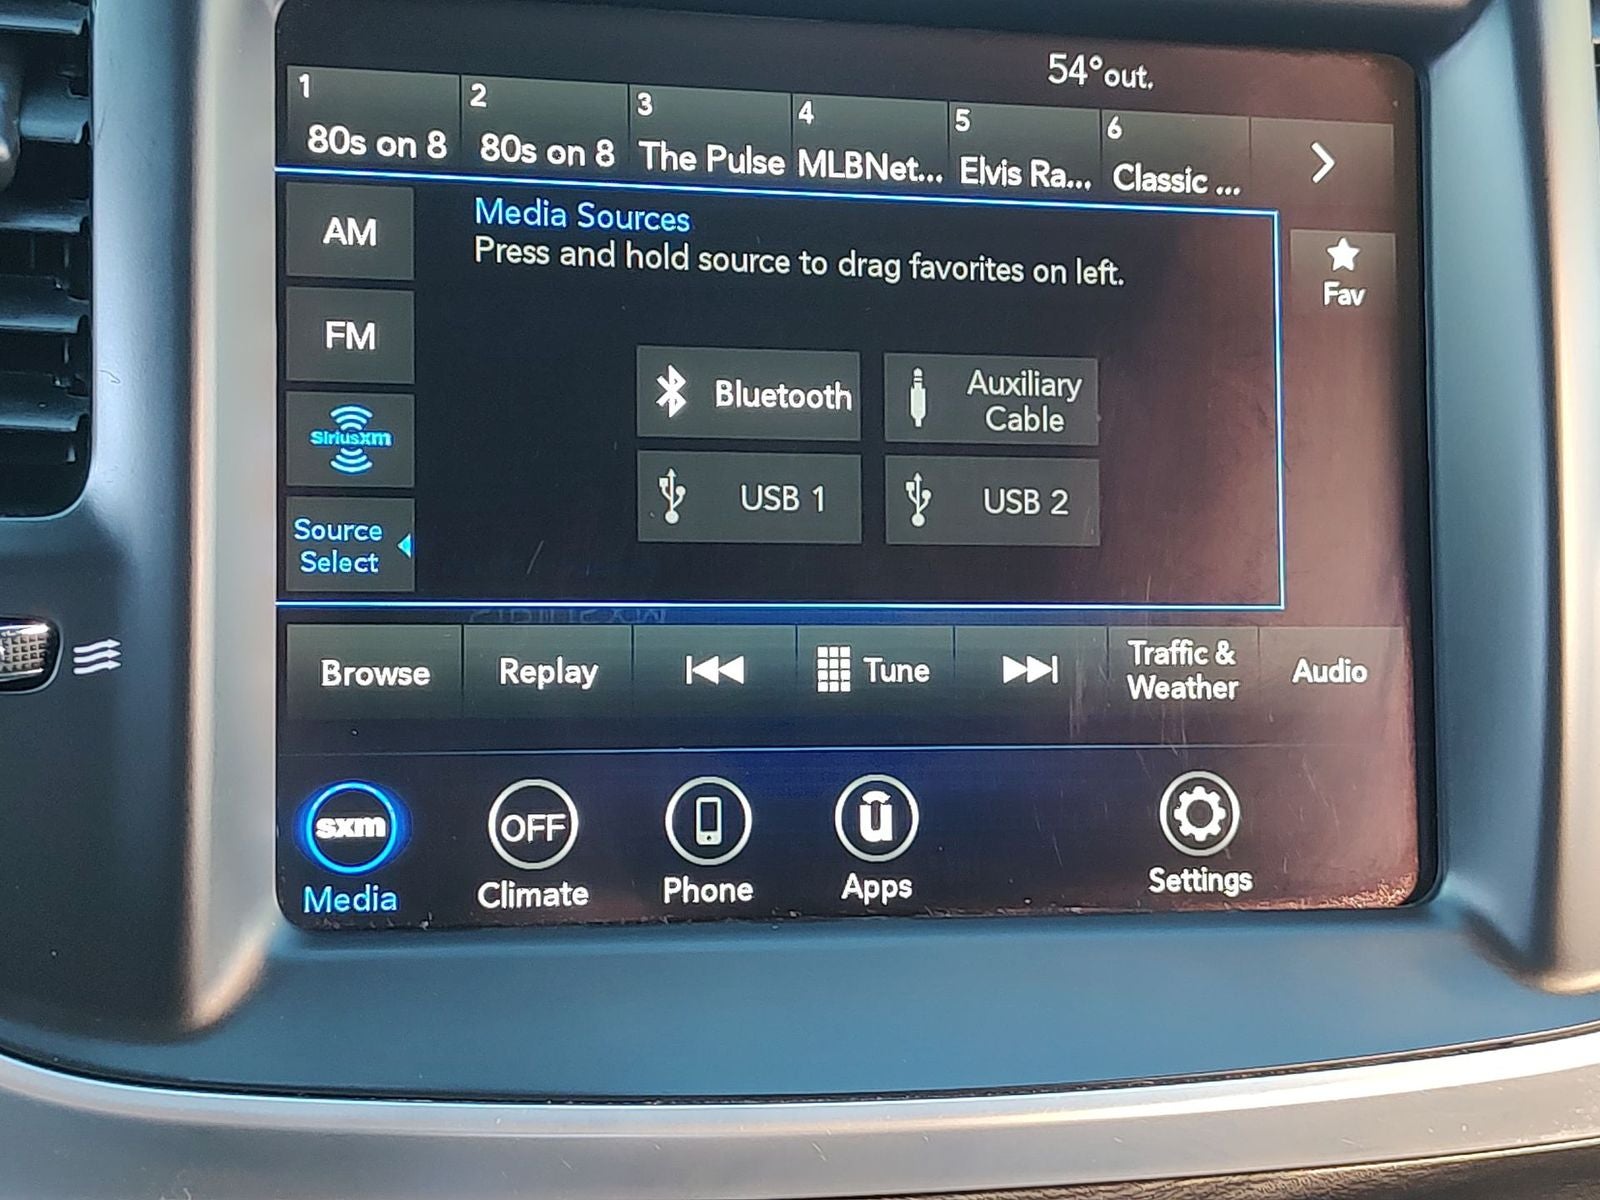 54°out.
1 2 3 4 5 6
80s on 8 80s on 8 The Pulse MLBNet... Elvis Ra... Classic ...
AM
Media Sources
Press and hold source to drag favorites on left.
Fav
FM
Bluetooth
Auxiliary
Cable
siriusxm
USB 1
USB 2
Source
Select
Browse
Replay
Tune
Traffic &
Weather
Audio
sxm
Media
OFF
Climate
Phone
ū
Apps
Settings